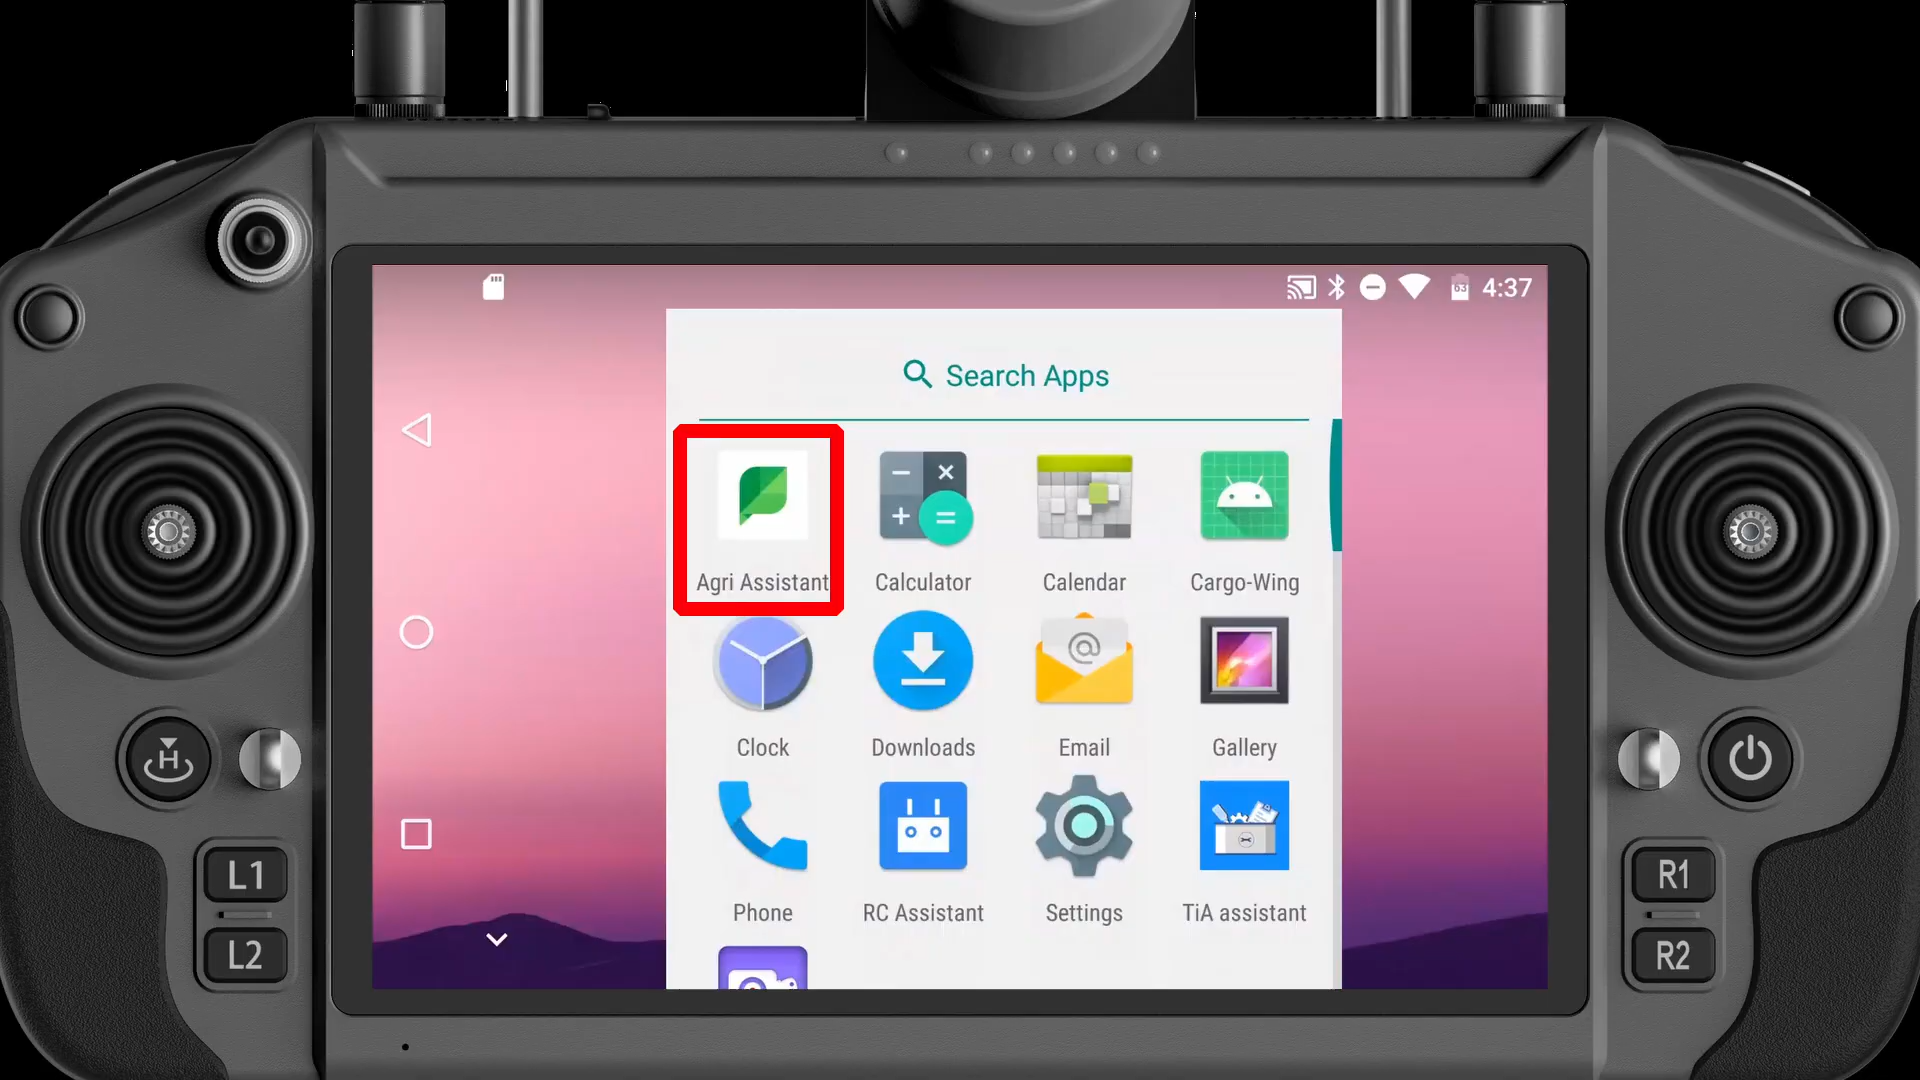 63 4:37
Search Apps
Agri Assistant Calculator Calendar Cargo-Wing
Clock Downloads Email Gallery
Phone RC Assistant Settings TiA assistant
H
L1
L2
R1
R2